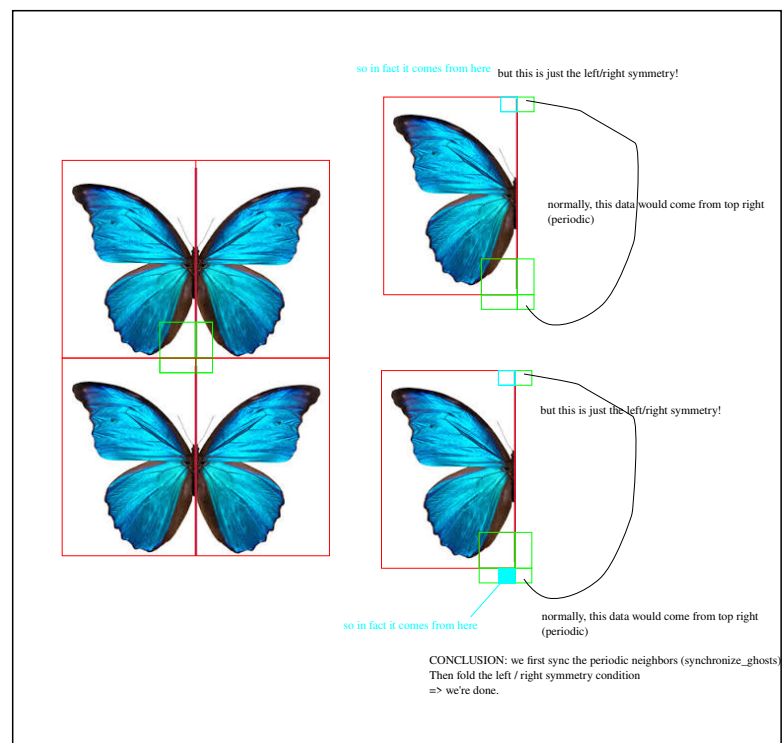 so in fact it comes from here
but this is just the left/right symmetry!
normally, this data would come from top right
(periodic)
but this is just the left/right symmetry!
so in fact it comes from here
normally, this data would come from top right
(periodic)
CONCLUSION: we first sync the periodic neighbors (synchronize_ghosts)
Then fold the left / right symmetry condition
=> we're done.